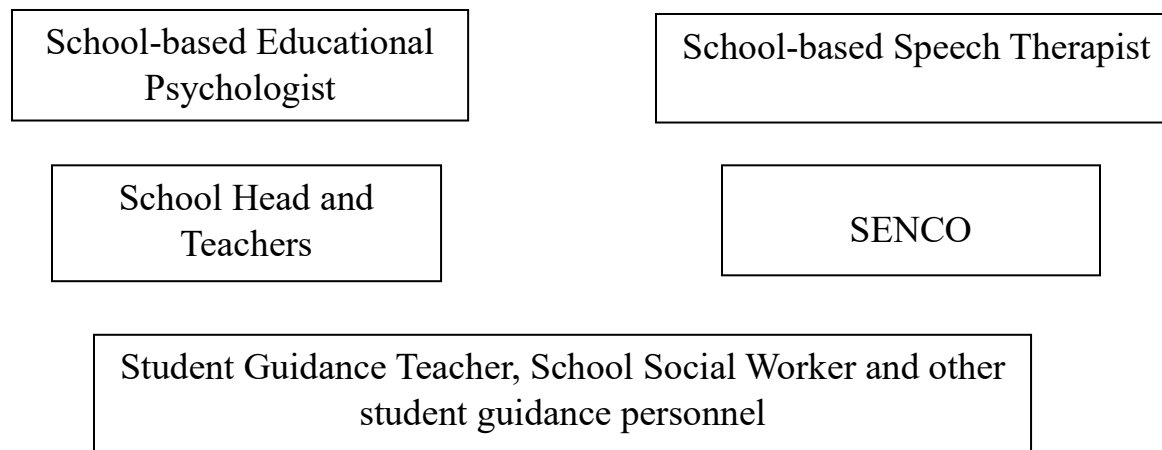 School-based Educational
Psychologist
School-based Speech Therapist
School Head and
Teachers
SENCO
Student Guidance Teacher, School Social Worker and other
student guidance personnel